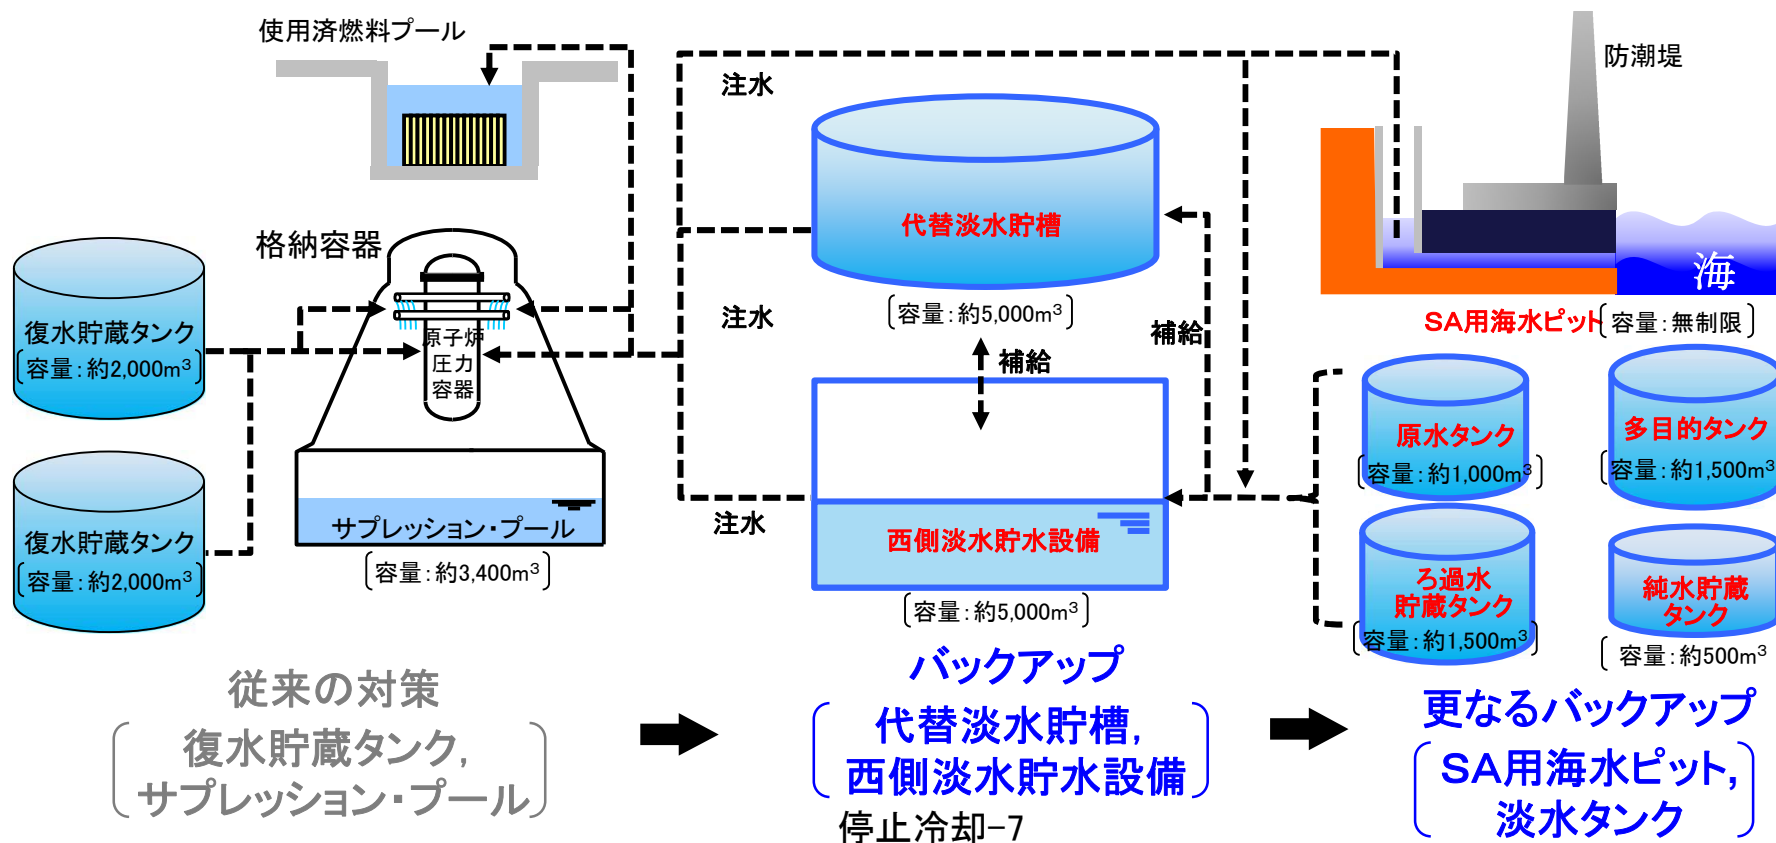 使用済燃料プール
防潮堤
注水
代替淡水貯槽
容量：約5,000m³
格納容器
海
SA用海水ピット
容量：無制限
復水貯蔵タンク
容量：約2,000m³
原子炉
圧力
容器
注水
補給
補給
原水タンク
容量：約1,000m³
多目的タンク
容量：約1,500m³
復水貯蔵タンク
容量：約2,000m³
サプレッション・プール
容量：約3,400m³
注水
西側淡水貯水設備
容量：約5,000m³
ろ過水
貯蔵タンク
容量：約1,500m³
純水貯蔵
タンク
容量：約500m³
従来の対策
復水貯蔵タンク,
サプレッション・プール
バックアップ
代替淡水貯槽,
西側淡水貯水設備
更なるバックアップ
SA用海水ピット,
淡水タンク
停止冷却−7